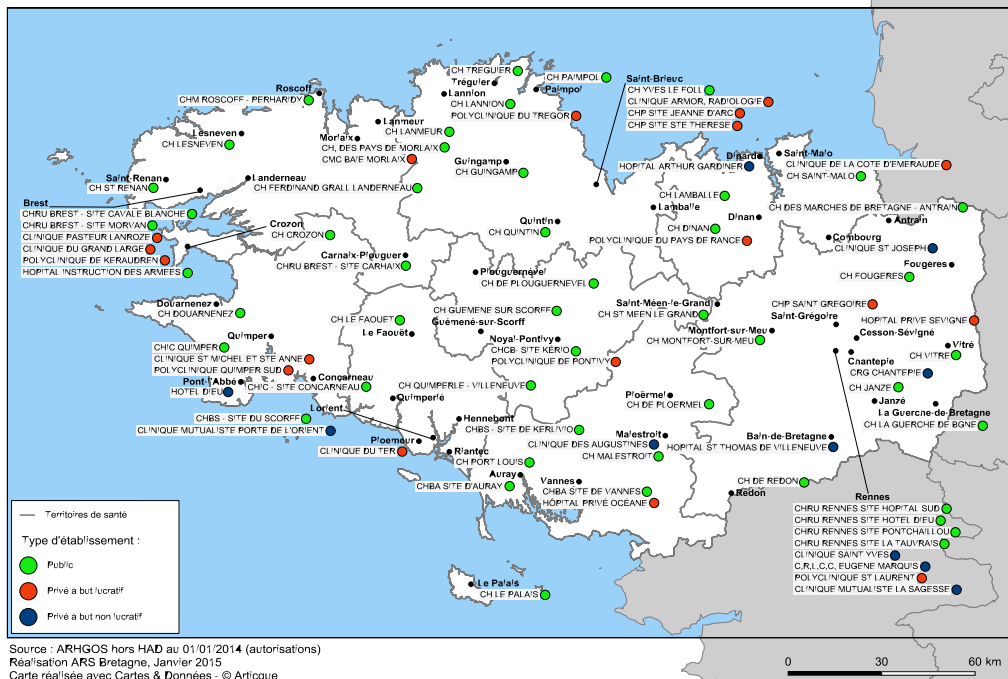 CH TREGUIER
Tréguier
CH PAIMPOL
Paimpol
Lannion
CH LANNION
POLYCLINIQUE DU TREGOR
Saint-Brieuc
CH YVES LE FOLL
CLINIQUE ARMOR, RADIOLOGIE
CHP SITE JEANNE D'ARC
CHP SITE STE THERESE
Roscoff
CHM ROSCOFF - PERHARIDY
Lanmeur
CH LANMEUR
Morlaix
CH, DES PAYS DE MORLAIX
CMC BAIE MORLAIX
Lesneven
CH LESNEVEN
Guingamp
CH GUINGAMP
Dinard
HOPITAL ARTHUR GARDINER
Saint-Malo
CLINIQUE DE LA COTE D'EMERAUDE
CH SAINT-MALO
Saint-Renan
CH ST RENAN
Landerneau
CH FERDINAND GRALL LANDERNEAU
CH LAMBALLE
Lamballe
CH DES MARCHES DE BRETAGNE - ANTRAIN
Antrain
Brest
CHRU BREST - SITE CAVALE BLANCHE
CHRU BREST - SITE MORVAN
CLINIQUE PASTEUR LANROZE
CLINIQUE DU GRAND LARGE
POLYCLINIQUE DE KERAUDREN
HOPITAL INSTRUCTION DES ARMEES
Crozon
CH CROZON
Quintin
CH QUINTIN
Dinan
CH DINAN
POLYCLINIQUE DU PAYS DE RANCE
Combourg
CLINIQUE ST JOSEPH
Carhaix-Plouguer
CHRU BREST - SITE CARHAIX
Plouguernével
CH DE PLOUGUERNEVEL
Fougères
CH FOUGERES
Douarnenez
CH DOUARNENEZ
CH LE FAOUET
Le Faouët
CH GUEMENE SUR SCORFF
Guémené-sur-Scorff
Saint-Méen-le-Grand
CH ST MEEN LE GRAND
CHP SAINT GREGOIRE
Saint-Grégoire
HOPITAL PRIVE SEVIGNE
Cesson-Sévigné
Montfort-sur-Meu
CH MONTFORT-SUR-MEU
Noyal-Pontivy
CHCB- SITE KÉRIO
POLYCLINIQUE DE PONTIVY
Vitré
CH VITRE
Chantepie
CRG CHANTEPIE
Quimper
CHIC QUIMPER
CLINIQUE ST MICHEL ET STE ANNE
POLYCLINIQUE QUIMPER SUD
Pont-l'Abbé
HOTEL DIEU
Concarneau
CHIC - SITE CONCARNEAU
CH QUIMPERLE - VILLENEUVE
Quimperlé
CH JANZE
Janzé
Ploërmel
CH DE PLOERMEL
La Guerche-de-Bretagne
CH LA GUERCHE DE BGNE
Lorient
CHBS - SITE DU SCORFF
CLINIQUE MUTUALISTE PORTE DE L'ORIENT
Hennebont
CHBS - SITE DE KERLIVIO
Ploemeur
CLINIQUE DU TER
Riantec
CH PORT LOUIS
Malestroit
CLINIQUE DES AUGUSTINES
CH MALESTROIT
Bain-de-Bretagne
HOPITAL ST THOMAS DE VILLENEUVE
Auray
CHBA SITE D'AURAY
Vannes
CHBA SITE DE VANNES
HÔPITAL PRIVÉ OCÉANE
CH DE REDON
Redon
Rennes
CHRU RENNES SITE HOPITAL SUD
CHRU RENNES SITE HOTEL D'EU
CHRU RENNES SITE PONTCHAILLOU
CHRU RENNES SITE LA TAUVRAIS
CLINIQUE SAINT YVES
C,R,L,C,C, EUGENE MARQUIS
POLYCLINIQUE ST LAURENT
CLINIQUE MUTUALISTE LA SAGESSE
Le Palais
CH LE PALAIS
Territoires de santé
Type d'établissement :
Public
Privé à but lucratif
Privé à but non lucratif
Source : ARHGOS hors HAD au 01/01/2014 (autorisations)
Réalisation ARS Bretagne, Janvier 2015
Carte réalisée avec Cartes & Données - © Articque
0 30 60 km